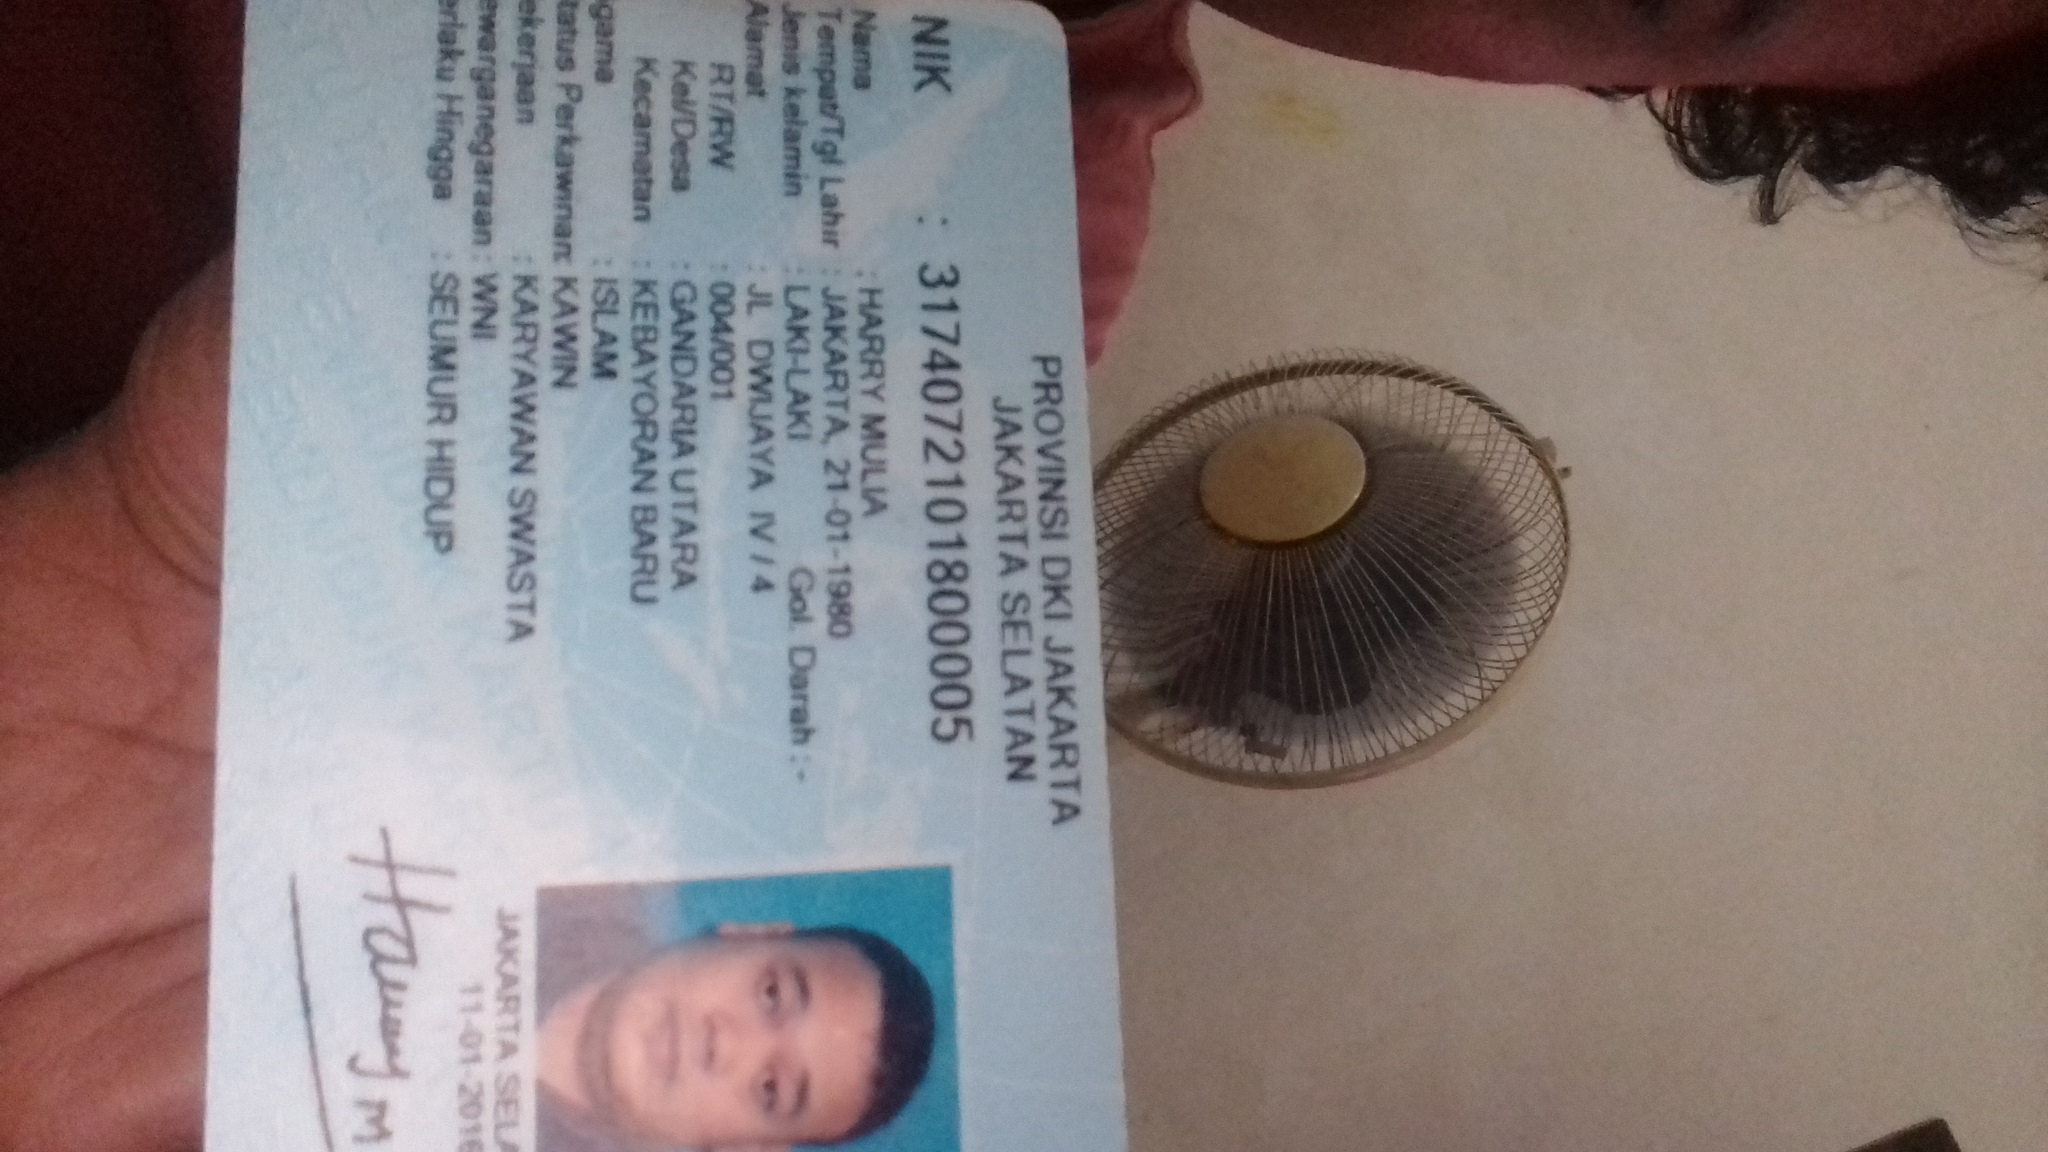 PROVINSI DKI JAKARTA
JAKARTA SELATAN
NIK : 3174072101800005
Nama : HARRY MULIA
Tempat/Tgl Lahir : JAKARTA, 21-01-1980
Jenis kelamin : LAKI-LAKI Gol. Darah : -
Alamat : JL DWIJAYA IV / 4
RT/RW : 004/001
Kel/Desa : GANDARIA UTARA
Kecamatan : KEBAYORAN BARU
gama : ISLAM
tatus Perkawinan: KAWIN
ekerjaan : KARYAWAN SWASTA
ewarganegaraan : WNI
erlaku Hingga : SEUMUR HIDUP
JAKARTA SELA
11-01-2016
Harry M